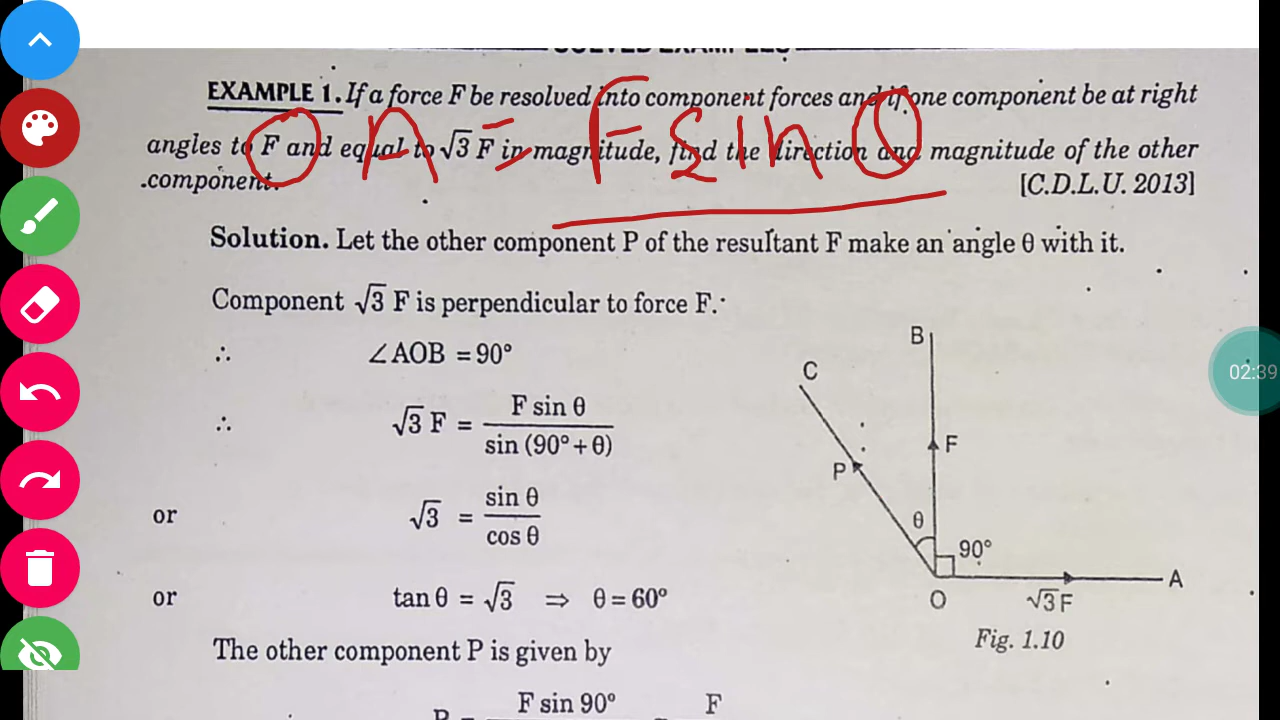 SOLVED EXAMPLES
EXAMPLE 1. If a force F be resolved into component forces and if one component be at right
angles to F and equal to √3 F in magnitude, find the direction and magnitude of the other
component. [C.D.L.U. 2013]
OA = F sin θ
Solution. Let the other component P of the resultant F make an angle θ with it.
Component √3 F is perpendicular to force F.
∴ ∠AOB = 90°
∴ √3 F = F sin θ / sin (90° + θ)
or √3 = sin θ / cos θ
or tan θ = √3 ⇒ θ = 60°
The other component P is given by
P = F sin 90° = F
B
C
F
P
θ
90°
A
O
√3 F
Fig. 1.10
02:39